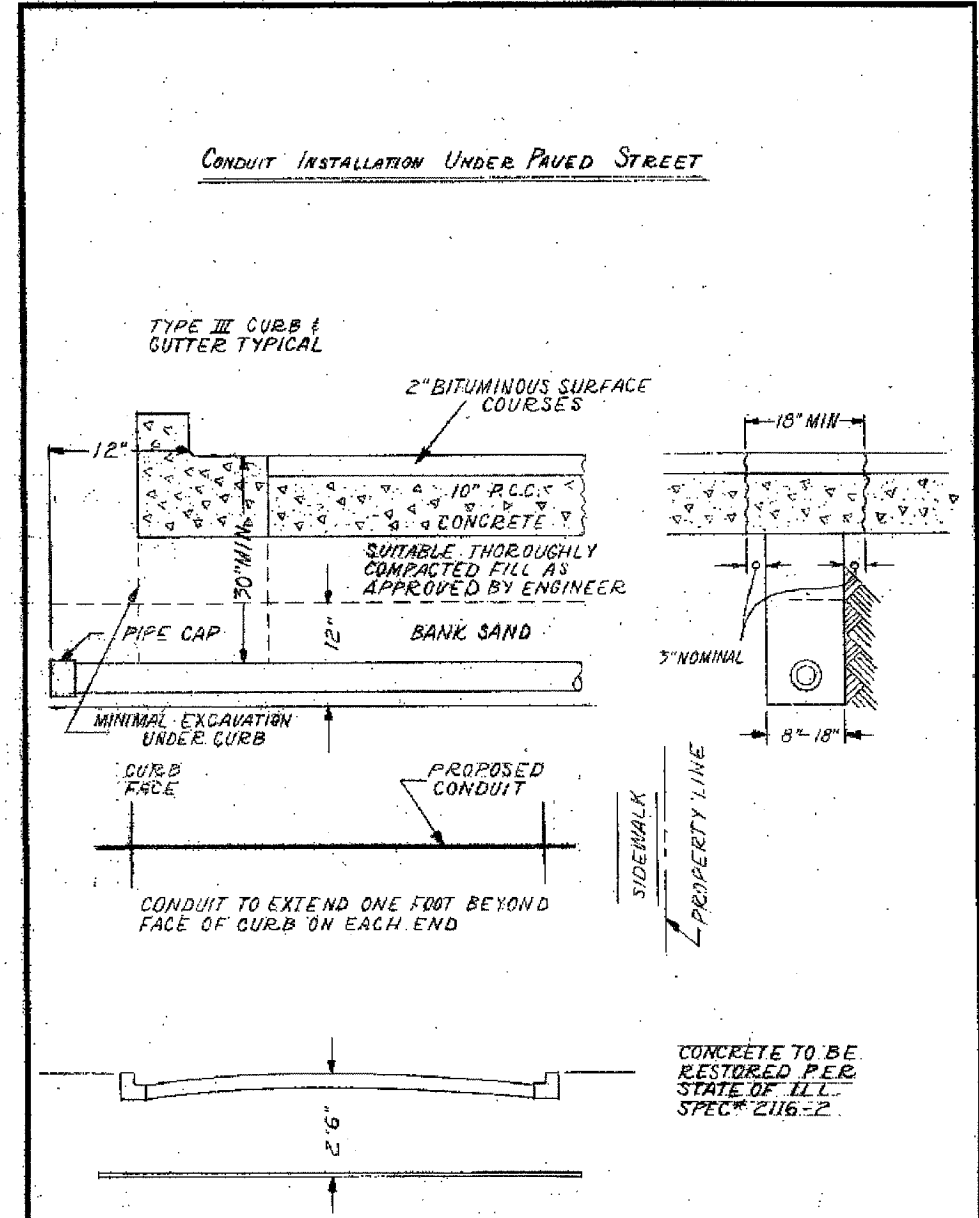 CONDUIT INSTALLATION UNDER PAVED STREET
TYPE III CURB &
GUTTER TYPICAL
2" BITUMINOUS SURFACE
COURSES
12"
18" MIN
10" P.C.C.
CONCRETE
30" MIN
SUITABLE THOROUGHLY
COMPACTED FILL AS
APPROVED BY ENGINEER
PIPE CAP
12"
BANK SAND
3" NOMINAL
MINIMAL EXCAVATION
UNDER CURB
8"-18"
CURB
FACE
PROPOSED
CONDUIT
SIDEWALK
PROPERTY LINE
CONDUIT TO EXTEND ONE FOOT BEYOND
FACE OF CURB ON EACH END
CONCRETE TO BE
RESTORED PER
STATE OF ILL
SPEC# 2116-2
2'6"